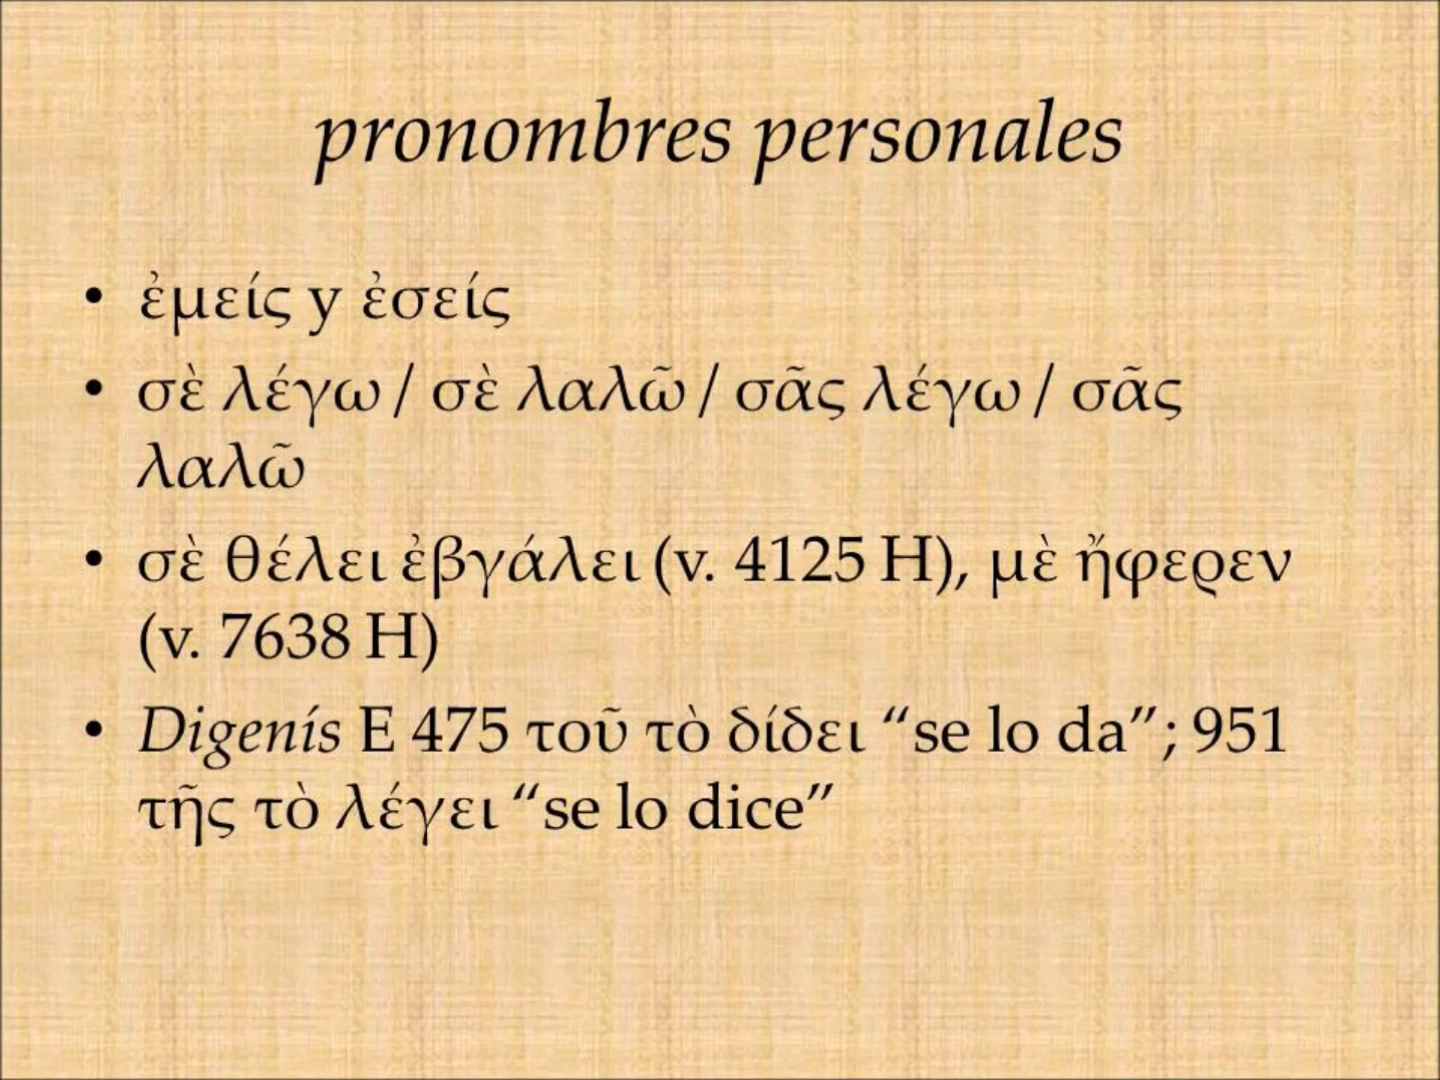 pronombres personales
• ἐμείς y ἐσείς
• σὲ λέγω / σὲ λαλῶ / σᾶς λέγω / σᾶς
λαλῶ
• σὲ θέλει ἐβγάλει (v. 4125 H), μὲ ἤφερεν
(v. 7638 H)
• Digenís E 475 τοῦ τὸ δίδει “se lo da”; 951
τῆς τὸ λέγει “se lo dice”